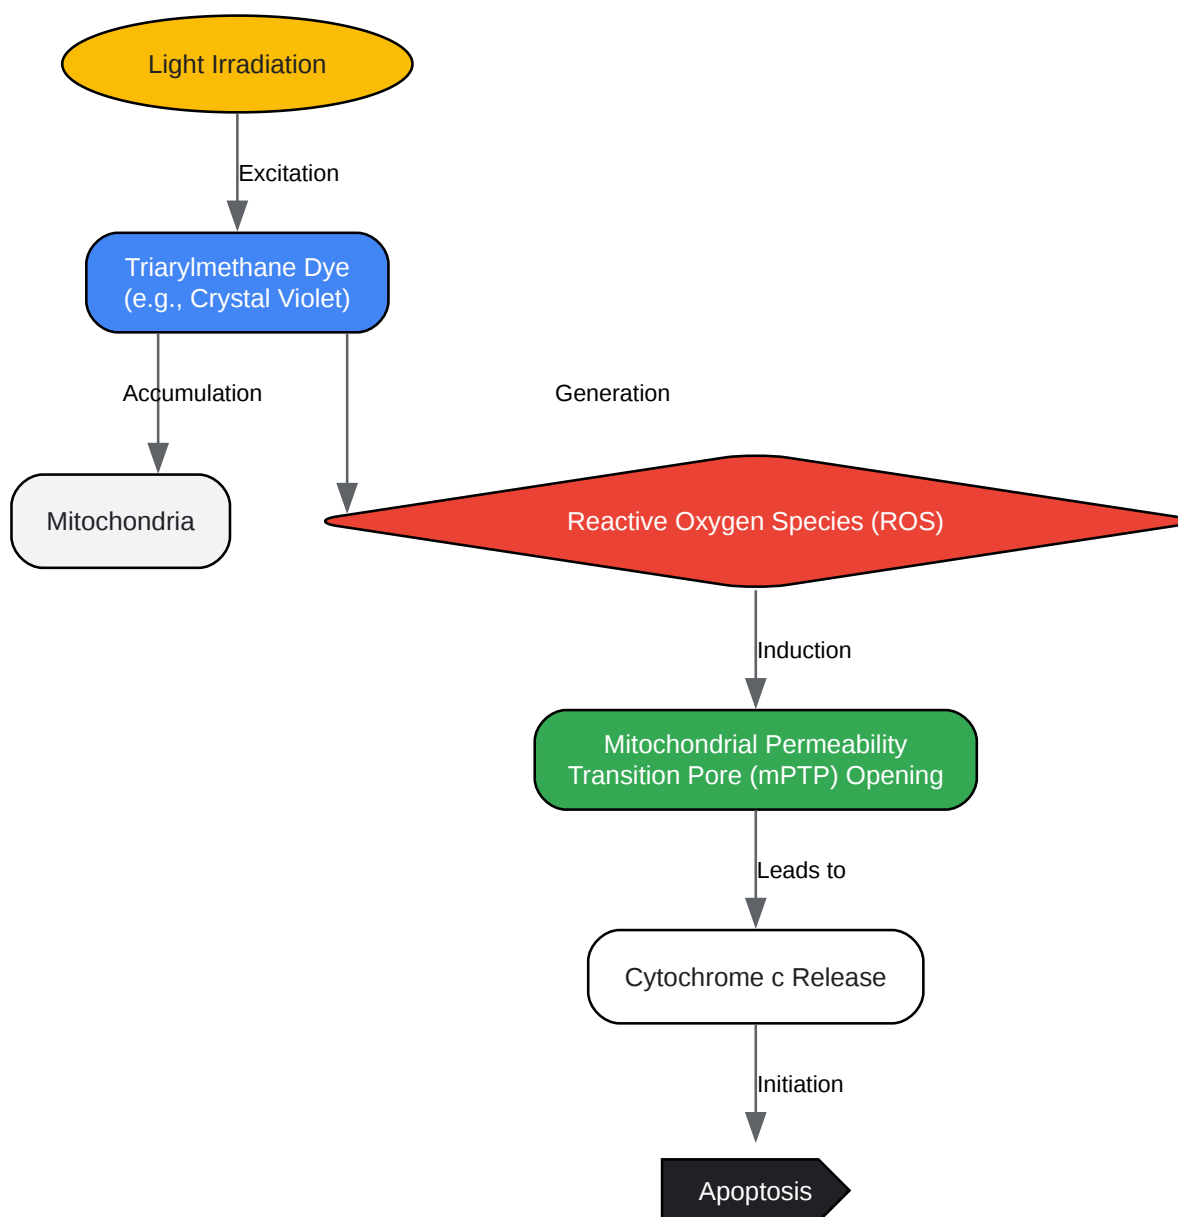 Light Irradiation
Excitation
Triarylmethane Dye
(e.g., Crystal Violet)
Accumulation
Generation
Mitochondria
Reactive Oxygen Species (ROS)
Induction
Mitochondrial Permeability
Transition Pore (mPTP) Opening
Leads to
Cytochrome c Release
Initiation
Apoptosis